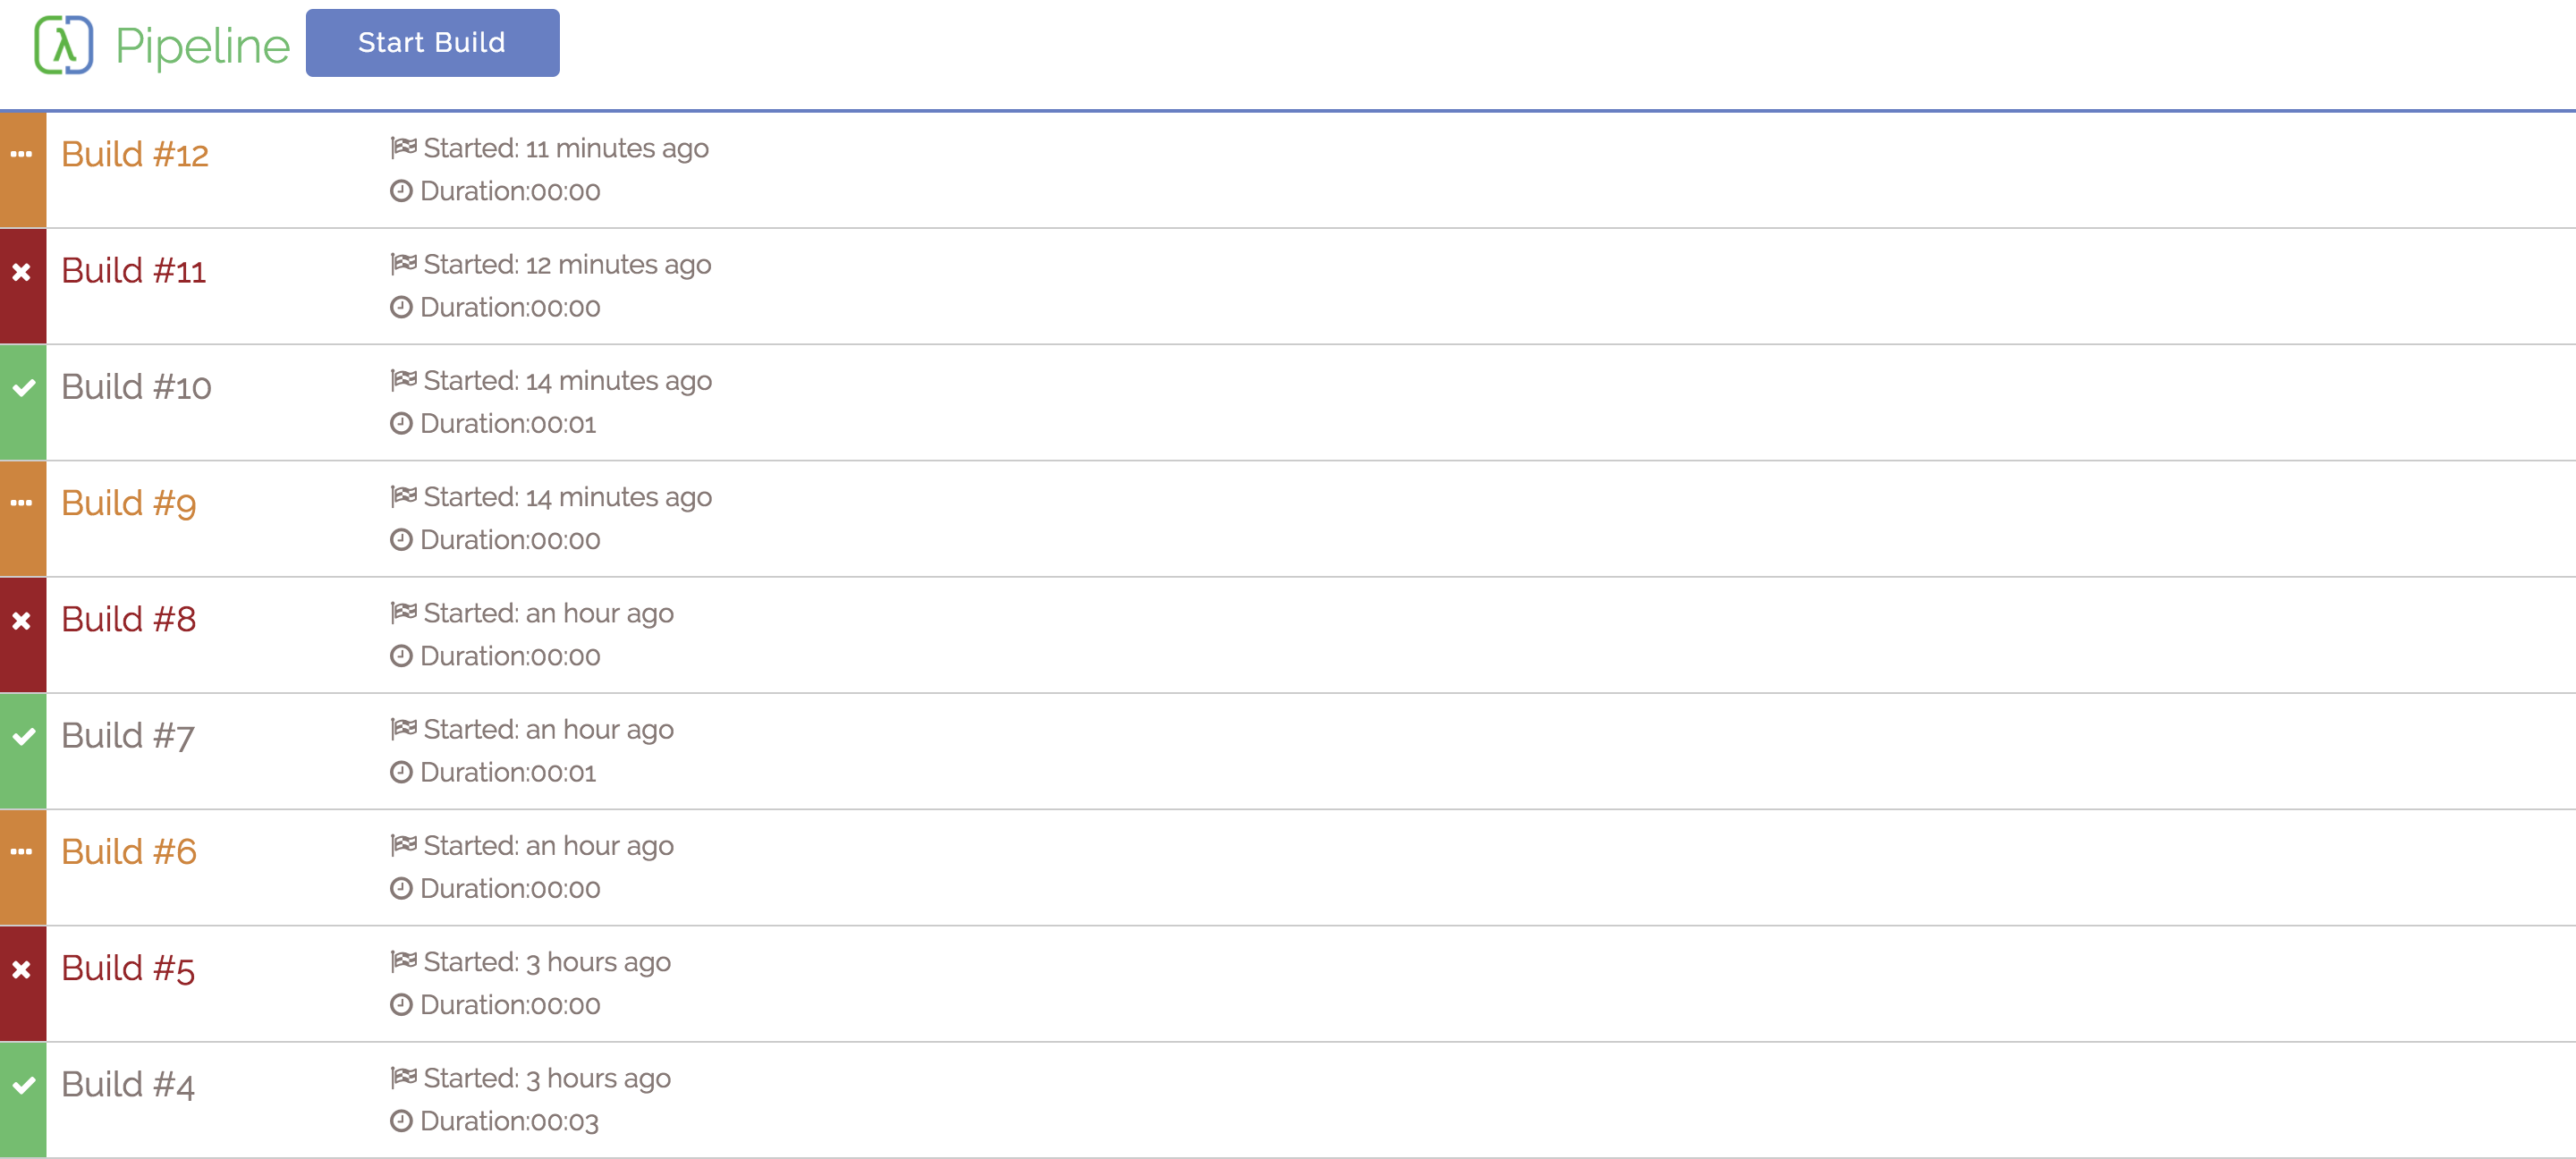 λ Pipeline Start Build
Build #12
Started: 11 minutes ago
Duration:00:00
Build #11
Started: 12 minutes ago
Duration:00:00
Build #10
Started: 14 minutes ago
Duration:00:01
Build #9
Started: 14 minutes ago
Duration:00:00
Build #8
Started: an hour ago
Duration:00:00
Build #7
Started: an hour ago
Duration:00:01
Build #6
Started: an hour ago
Duration:00:00
Build #5
Started: 3 hours ago
Duration:00:00
Build #4
Started: 3 hours ago
Duration:00:03